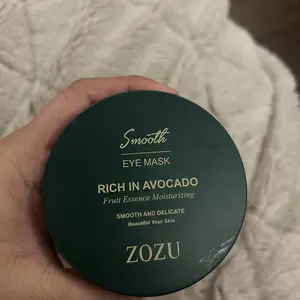 Smooth
EYE MASK
RICH IN AVOCADO
Fruit Essence Moisturizing
SMOOTH AND DELICATE
Beautiful Your Skin
ZOZU